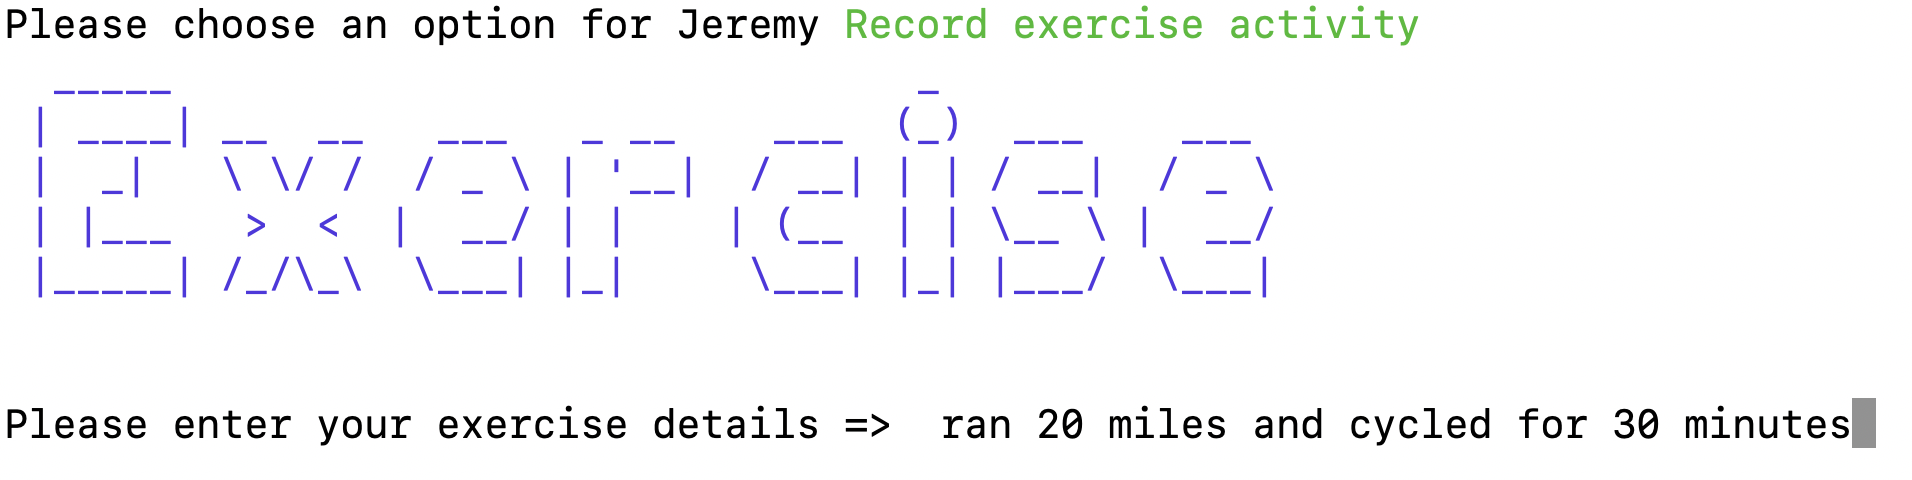 Please choose an option for Jeremy Record exercise activity
Exercise
Please enter your exercise details =>  ran 20 miles and cycled for 30 minutes